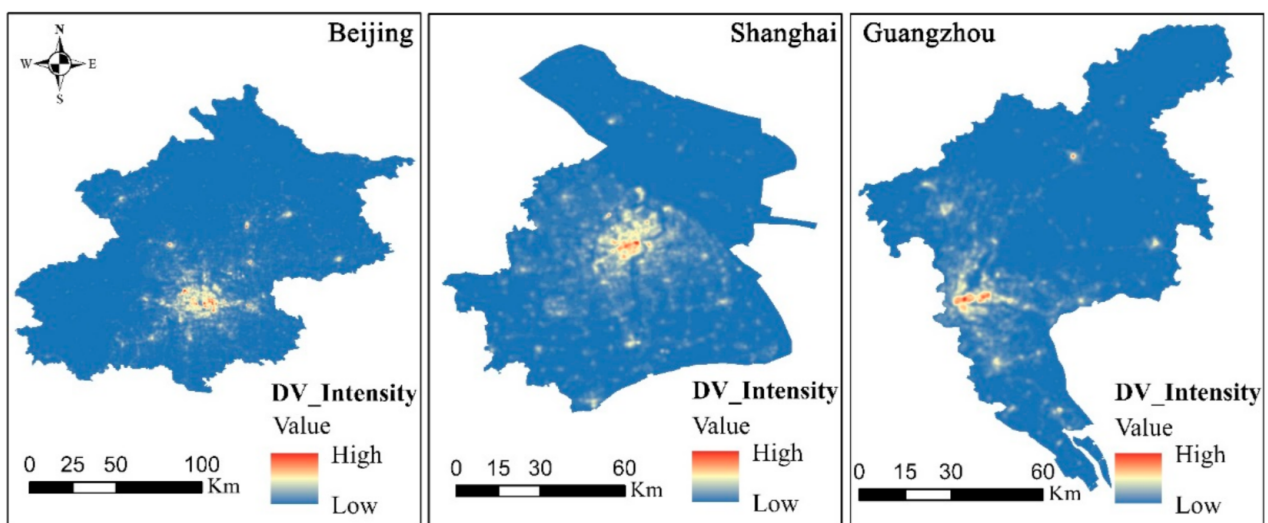 Beijing
N
W E
S
DV_Intensity
Value
High
Low
0 25 50 100
Km
Shanghai
DV_Intensity
Value
High
Low
0 15 30 60
Km
Guangzhou
DV_Intensity
Value
High
Low
0 15 30 60
Km